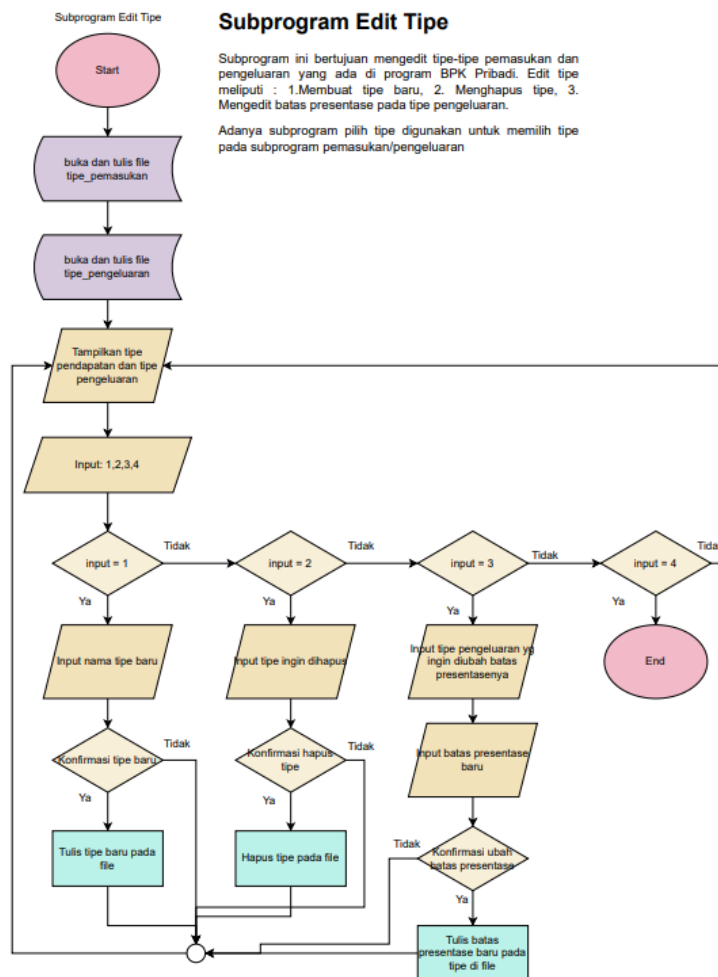 Subprogram Edit Tipe
Subprogram Edit Tipe
Subprogram ini bertujuan mengedit tipe-tipe pemasukan dan
pengeluaran yang ada di program BPK Pribadi. Edit tipe
meliputi : 1.Membuat tipe baru, 2. Menghapus tipe, 3.
Mengedit batas presentase pada tipe pengeluaran.
Adanya subprogram pilih tipe digunakan untuk memilih tipe
pada subprogram pemasukan/pengeluaran
Start
buka dan tulis file
tipe_pemasukan
buka dan tulis file
tipe_pengeluaran
Tampilkan tipe
pendapatan dan tipe
pengeluaran
Input: 1,2,3,4
input = 1
Tidak
input = 2
Tidak
input = 3
Tidak
input = 4
Tidak
Ya
Ya
Ya
Ya
Input nama tipe baru
Input tipe ingin dihapus
Input tipe pengeluaran yg
ingin diubah batas
presentasenya
End
Konfirmasi tipe baru
Tidak
Konfirmasi hapus
tipe
Tidak
Input batas presentase
baru
Ya
Ya
Tulis tipe baru pada
file
Hapus tipe pada file
Tidak
Konfirmasi ubah
batas presentase
Ya
Tulis batas
presentase baru pada
tipe di file